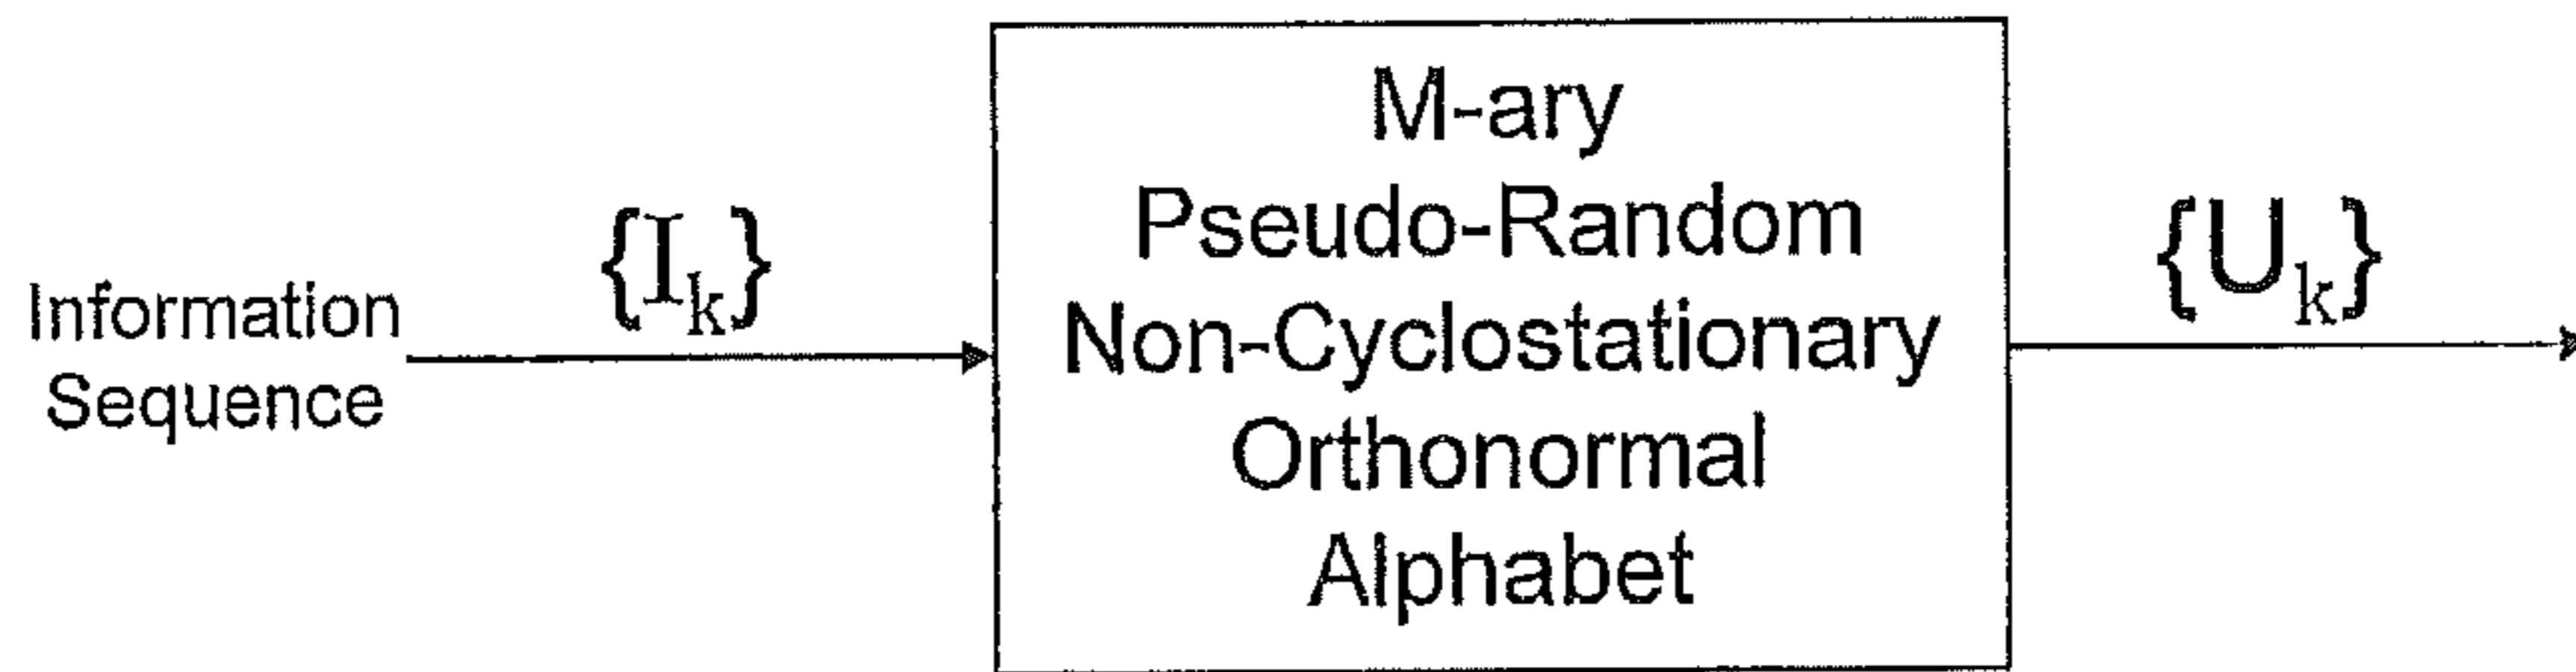 Information
Sequence
{I_k}
M-ary
Pseudo-Random
Non-Cyclostationary
Orthonormal
Alphabet
{U_k}